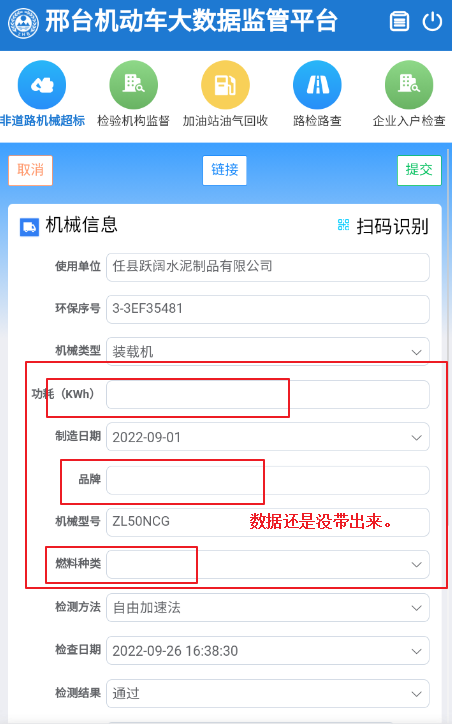 邢台机动车大数据监管平台
非道路机械超标 检验机构监督 加油站油气回收 路检路查 企业入户检查
取消 链接 提交
机械信息 扫码识别
使用单位 任县跃阔水泥制品有限公司
环保序号 3-3EF35481
机械类型 装载机
功耗（KWh）
制造日期 2022-09-01
品牌
机械型号 ZL50NCG 数据还是没带出来。
燃料种类
检测方法 自由加速法
检查日期 2022-09-26 16:38:30
检测结果 通过